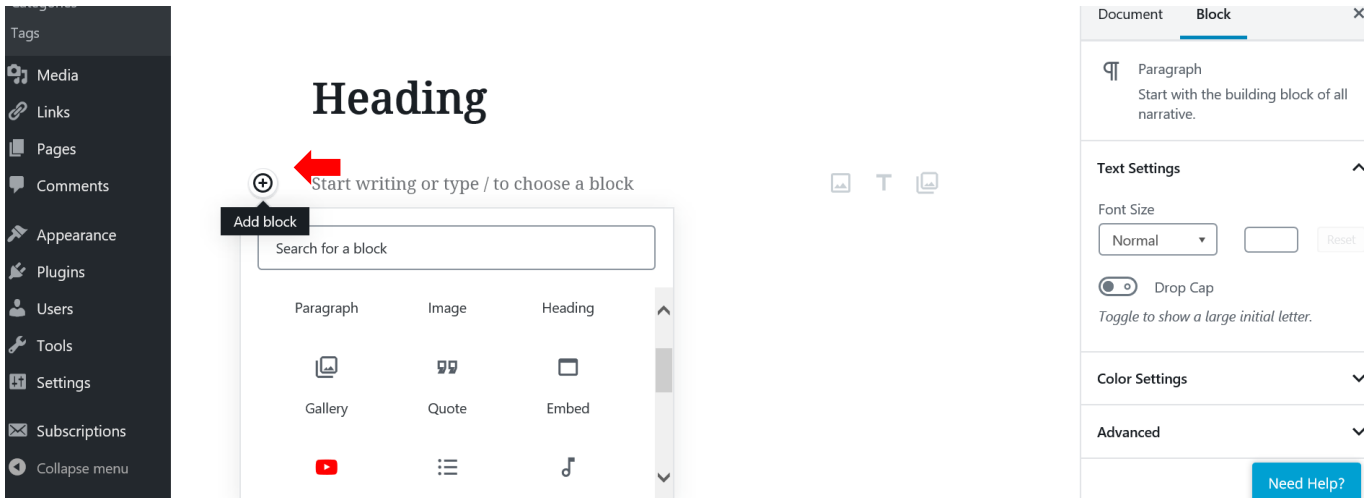 Tags
Media
Links
Pages
Comments
Appearance
Plugins
Users
Tools
Settings
Subscriptions
Collapse menu
Heading
Start writing or type / to choose a block
Add block
Search for a block
Paragraph Image Heading
Gallery Quote Embed
Document Block
Paragraph
Start with the building block of all
narrative.
Text Settings
Font Size
Normal Reset
Drop Cap
Toggle to show a large initial letter.
Color Settings
Advanced
Need Help?